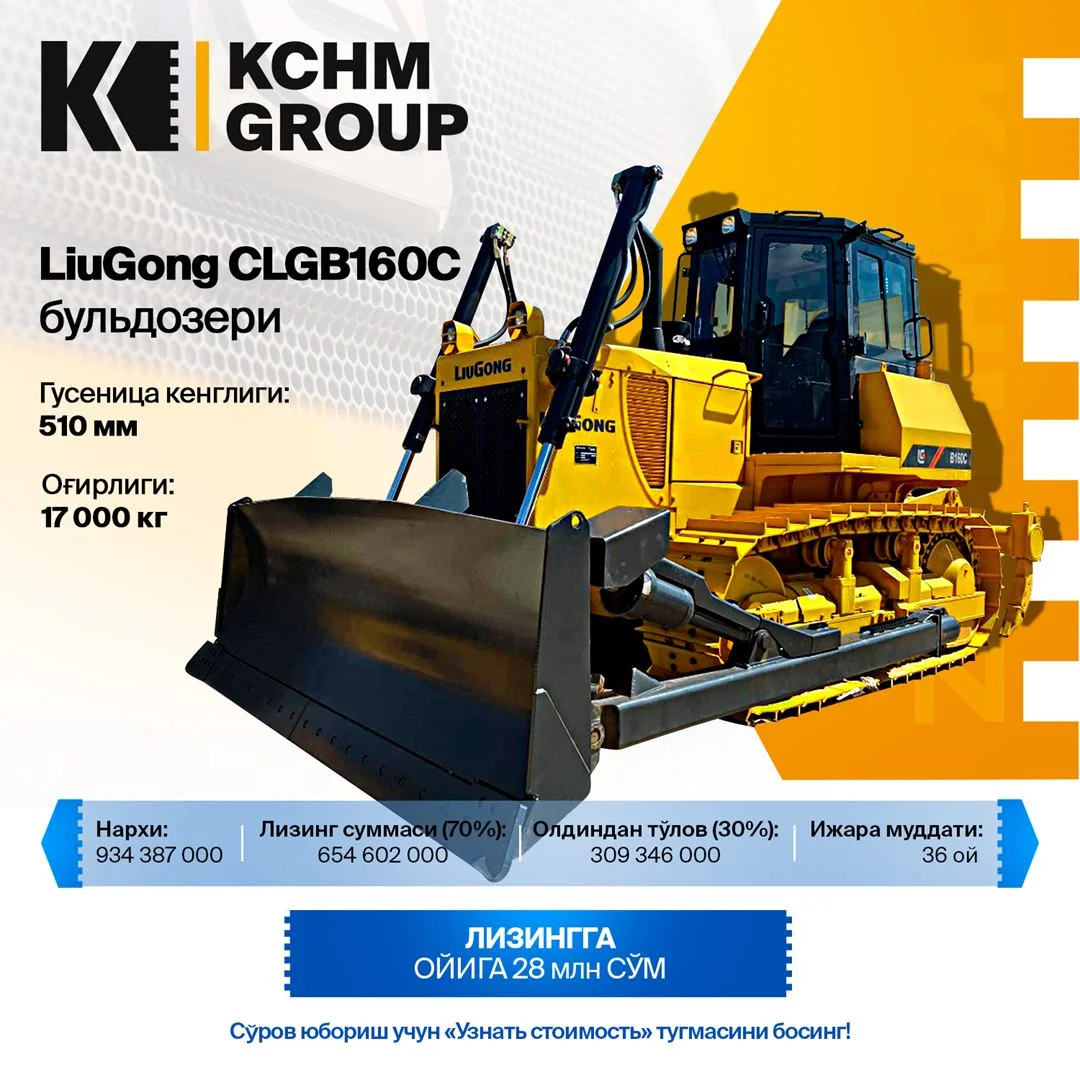 KCHM
GROUP
LiuGong CLGB160C
бульдозери
Гусеница кенглиги:
510 мм
Оғирлиги:
17 000 кг
LIUGONG
GONG
B160C
Нархи:
934 387 000
Лизинг суммаси (70%):
654 602 000
Олдиндан тўлов (30%):
309 346 000
Ижара муддати:
36 ой
ЛИЗИНГГА
ОЙИГА 28 млн СЎМ
Сўров юбориш учун «Узнать стоимость» тугмасини босинг!